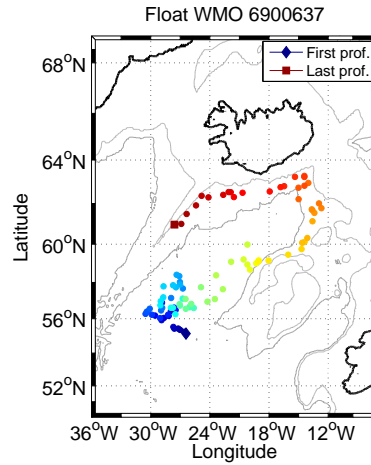 Float WMO 6900637
First prof.
Last prof.
68°N
64°N
60°N
56°N
52°N
Latitude
36°W 30°W 24°W 18°W 12°W
Longitude